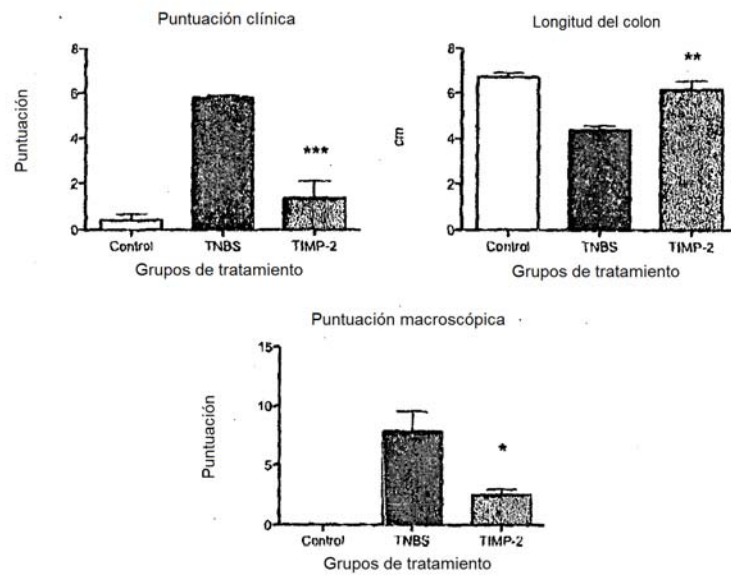 Puntuación clínica
8
6
4
2
0
Puntuación
***
Control TNBS TIMP-2
Grupos de tratamiento
Longitud del colon
8
6
4
2
0
cm
**
Control TNBS TIMP-2
Grupos de tratamiento
Puntuación macroscópica
15
10
5
0
Puntuación
*
Control TNBS TIMP-2
Grupos de tratamiento